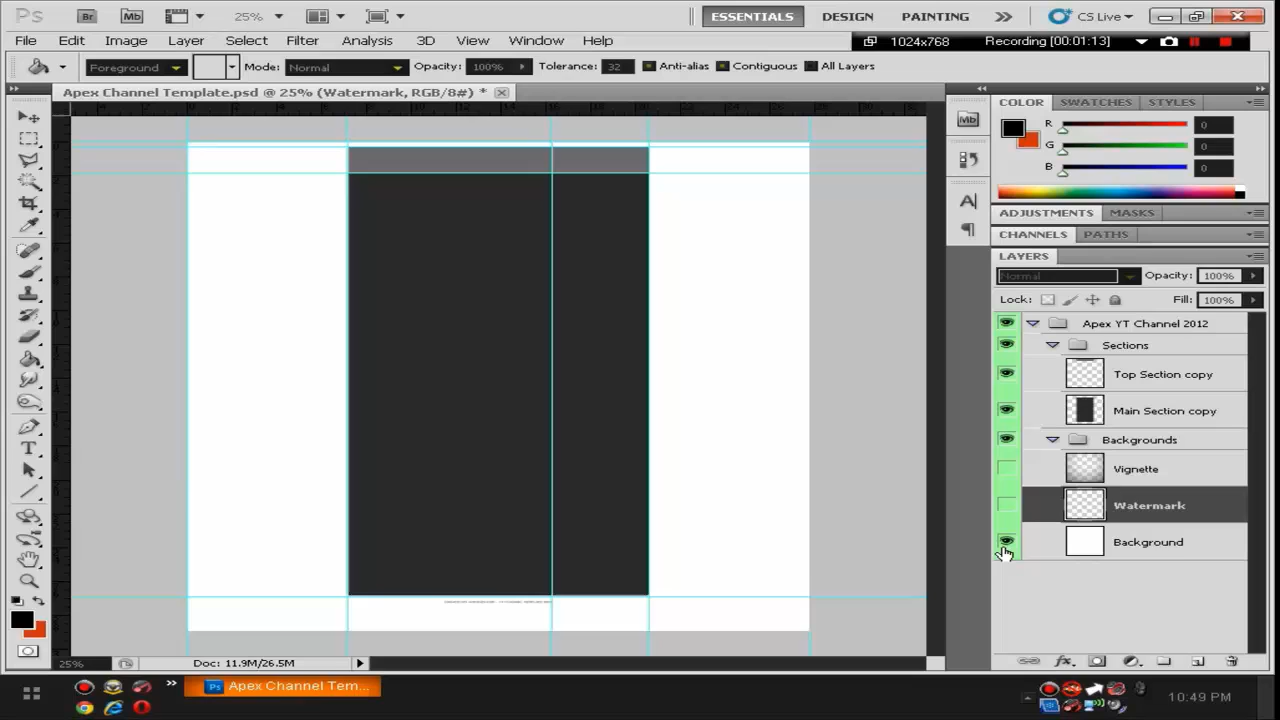 Ps Br Mb 25% ESSENTIALS DESIGN PAINTING CS Live
File Edit Image Layer Select Filter Analysis 3D View Window Help 1024x768 Recording [00:01:13]
Foreground Mode: Normal Opacity: 100% Tolerance: 32 Anti-alias Contiguous All Layers
Apex Channel Template.psd @ 25% (Watermark, RGB/8#) *
COLOR SWATCHES STYLES
Mb
R 0
G 0
B 0
A
ADJUSTMENTS MASKS
CHANNELS PATHS
LAYERS
Normal Opacity: 100%
Lock: Fill: 100%
Apex YT Channel 2012
Sections
Top Section copy
Main Section copy
Backgrounds
Vignette
Watermark
Background
T
25% Doc: 11.9M/26.5M
fx
Ps Apex Channel Tem... 10:49 PM